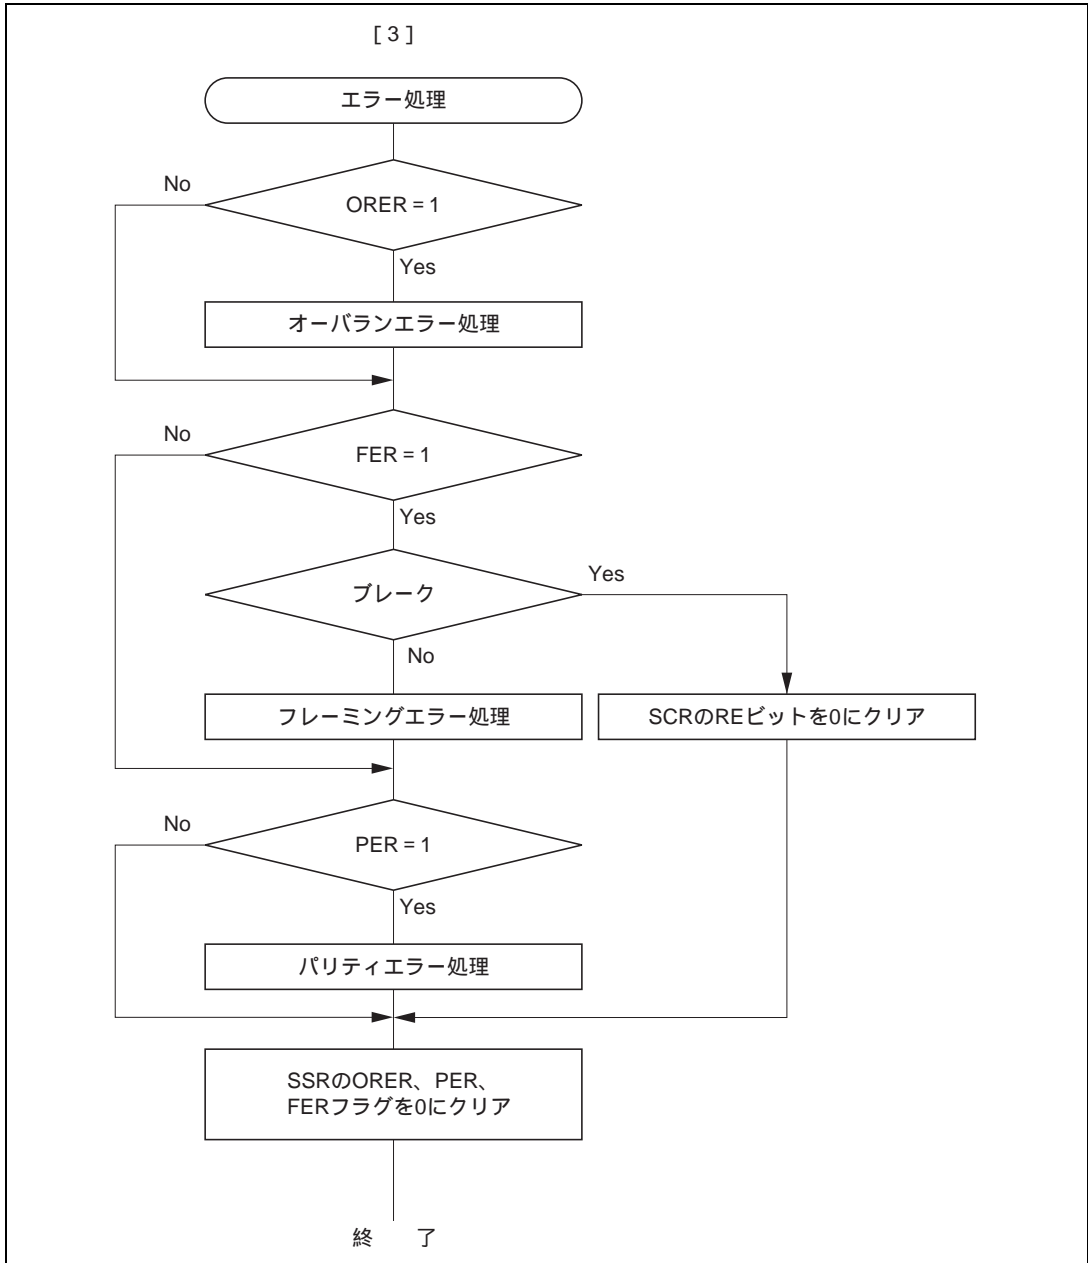 [ 3 ]
エラー処理
No
ORER = 1
Yes
オーバランエラー処理
No
FER = 1
Yes
ブレーク
Yes
No
フレーミングエラー処理
SCRのREビットを0にクリア
No
PER = 1
Yes
パリティエラー処理
SSRのORER、PER、
FERフラグを0にクリア
終 了